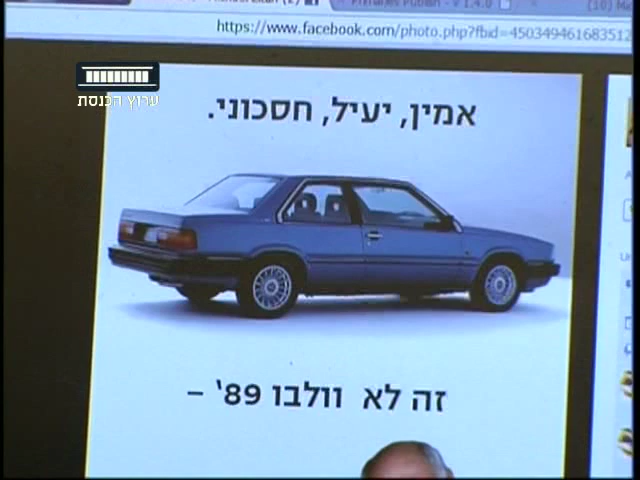 https://www.facebook.com/photo.php?fbid=450349461683512
ערוץ הכנסת
אמין, יעיל, חסכוני.
זה לא וולבו 89' –